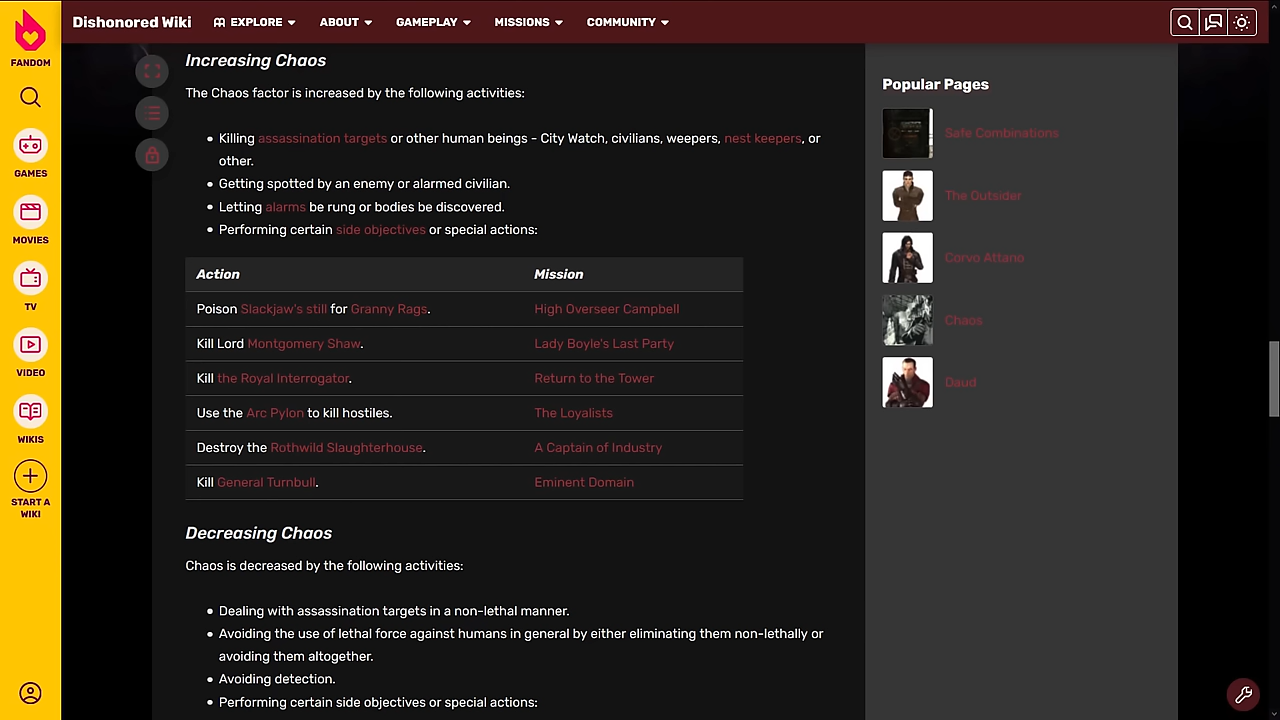 Dishonored Wiki
EXPLORE
ABOUT
GAMEPLAY
MISSIONS
COMMUNITY
FANDOM
GAMES
MOVIES
TV
VIDEO
WIKIS
START A
WIKI
Increasing Chaos
The Chaos factor is increased by the following activities:
Killing assassination targets or other human beings - City Watch, civilians, weepers, nest keepers, or
other.
Getting spotted by an enemy or alarmed civilian.
Letting alarms be rung or bodies be discovered.
Performing certain side objectives or special actions:
Action Mission
Poison Slackjaw's still for Granny Rags. High Overseer Campbell
Kill Lord Montgomery Shaw. Lady Boyle's Last Party
Kill the Royal Interrogator. Return to the Tower
Use the Arc Pylon to kill hostiles. The Loyalists
Destroy the Rothwild Slaughterhouse. A Captain of Industry
Kill General Turnbull. Eminent Domain
Decreasing Chaos
Chaos is decreased by the following activities:
Dealing with assassination targets in a non-lethal manner.
Avoiding the use of lethal force against humans in general by either eliminating them non-lethally or
avoiding them altogether.
Avoiding detection.
Performing certain side objectives or special actions:
Popular Pages
Safe Combinations
The Outsider
Corvo Attano
Chaos
Daud